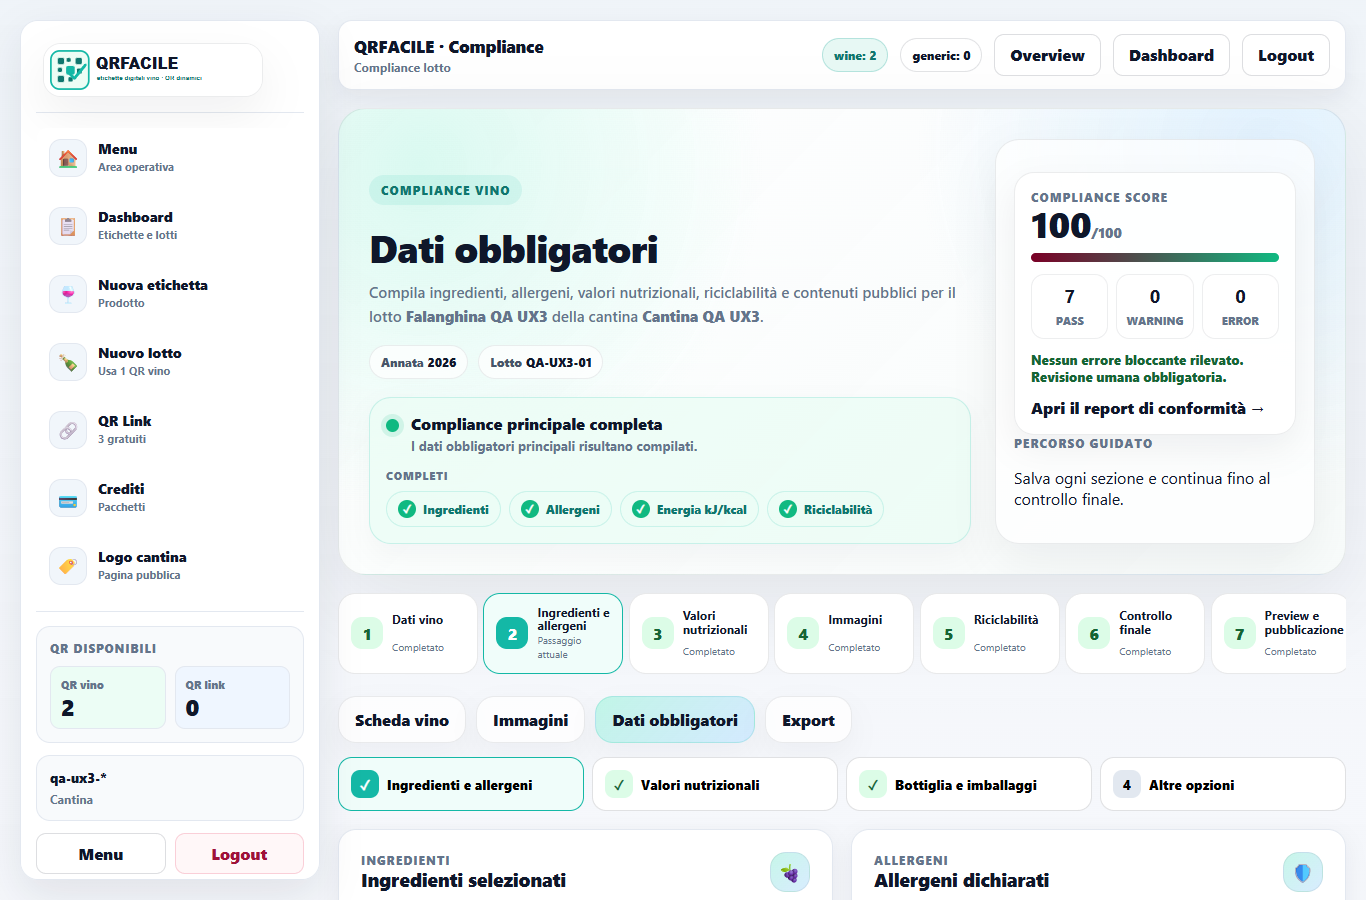 QRFACILE
etichette digitali vino · QR dinamici
Menu
Area operativa
Dashboard
Etichette e lotti
Nuova etichetta
Prodotto
Nuovo lotto
Usa 1 QR vino
QR Link
3 gratuiti
Crediti
Pacchetti
Logo cantina
Pagina pubblica
QR DISPONIBILI
QR vino
2
QR link
0
qa-ux3-*
Cantina
Menu
Logout
QRFACILE · Compliance
Compliance lotto
wine: 2
generic: 0
Overview
Dashboard
Logout
COMPLIANCE VINO
Dati obbligatori
Compila ingredienti, allergeni, valori nutrizionali, riciclabilità e contenuti pubblici per il
lotto Falanghina QA UX3 della cantina Cantina QA UX3.
Annata 2026
Lotto QA-UX3-01
Compliance principale completa
I dati obbligatori principali risultano compilati.
COMPLETI
Ingredienti
Allergeni
Energia kJ/kcal
Riciclabilità
COMPLIANCE SCORE
100/100
7
PASS
0
WARNING
0
ERROR
Nessun errore bloccante rilevato.
Revisione umana obbligatoria.
Apri il report di conformità →
PERCORSO GUIDATO
Salva ogni sezione e continua fino al
controllo finale.
1
Dati vino
Completato
2
Ingredienti e
allergeni
Passaggio
attuale
3
Valori
nutrizionali
Completato
4
Immagini
Completato
5
Riciclabilità
Completato
6
Controllo
finale
Completato
7
Preview e
pubblicazione
Completato
Scheda vino
Immagini
Dati obbligatori
Export
✓ Ingredienti e allergeni
✓ Valori nutrizionali
✓ Bottiglia e imballaggi
4 Altre opzioni
INGREDIENTI
Ingredienti selezionati
ALLERGENI
Allergeni dichiarati